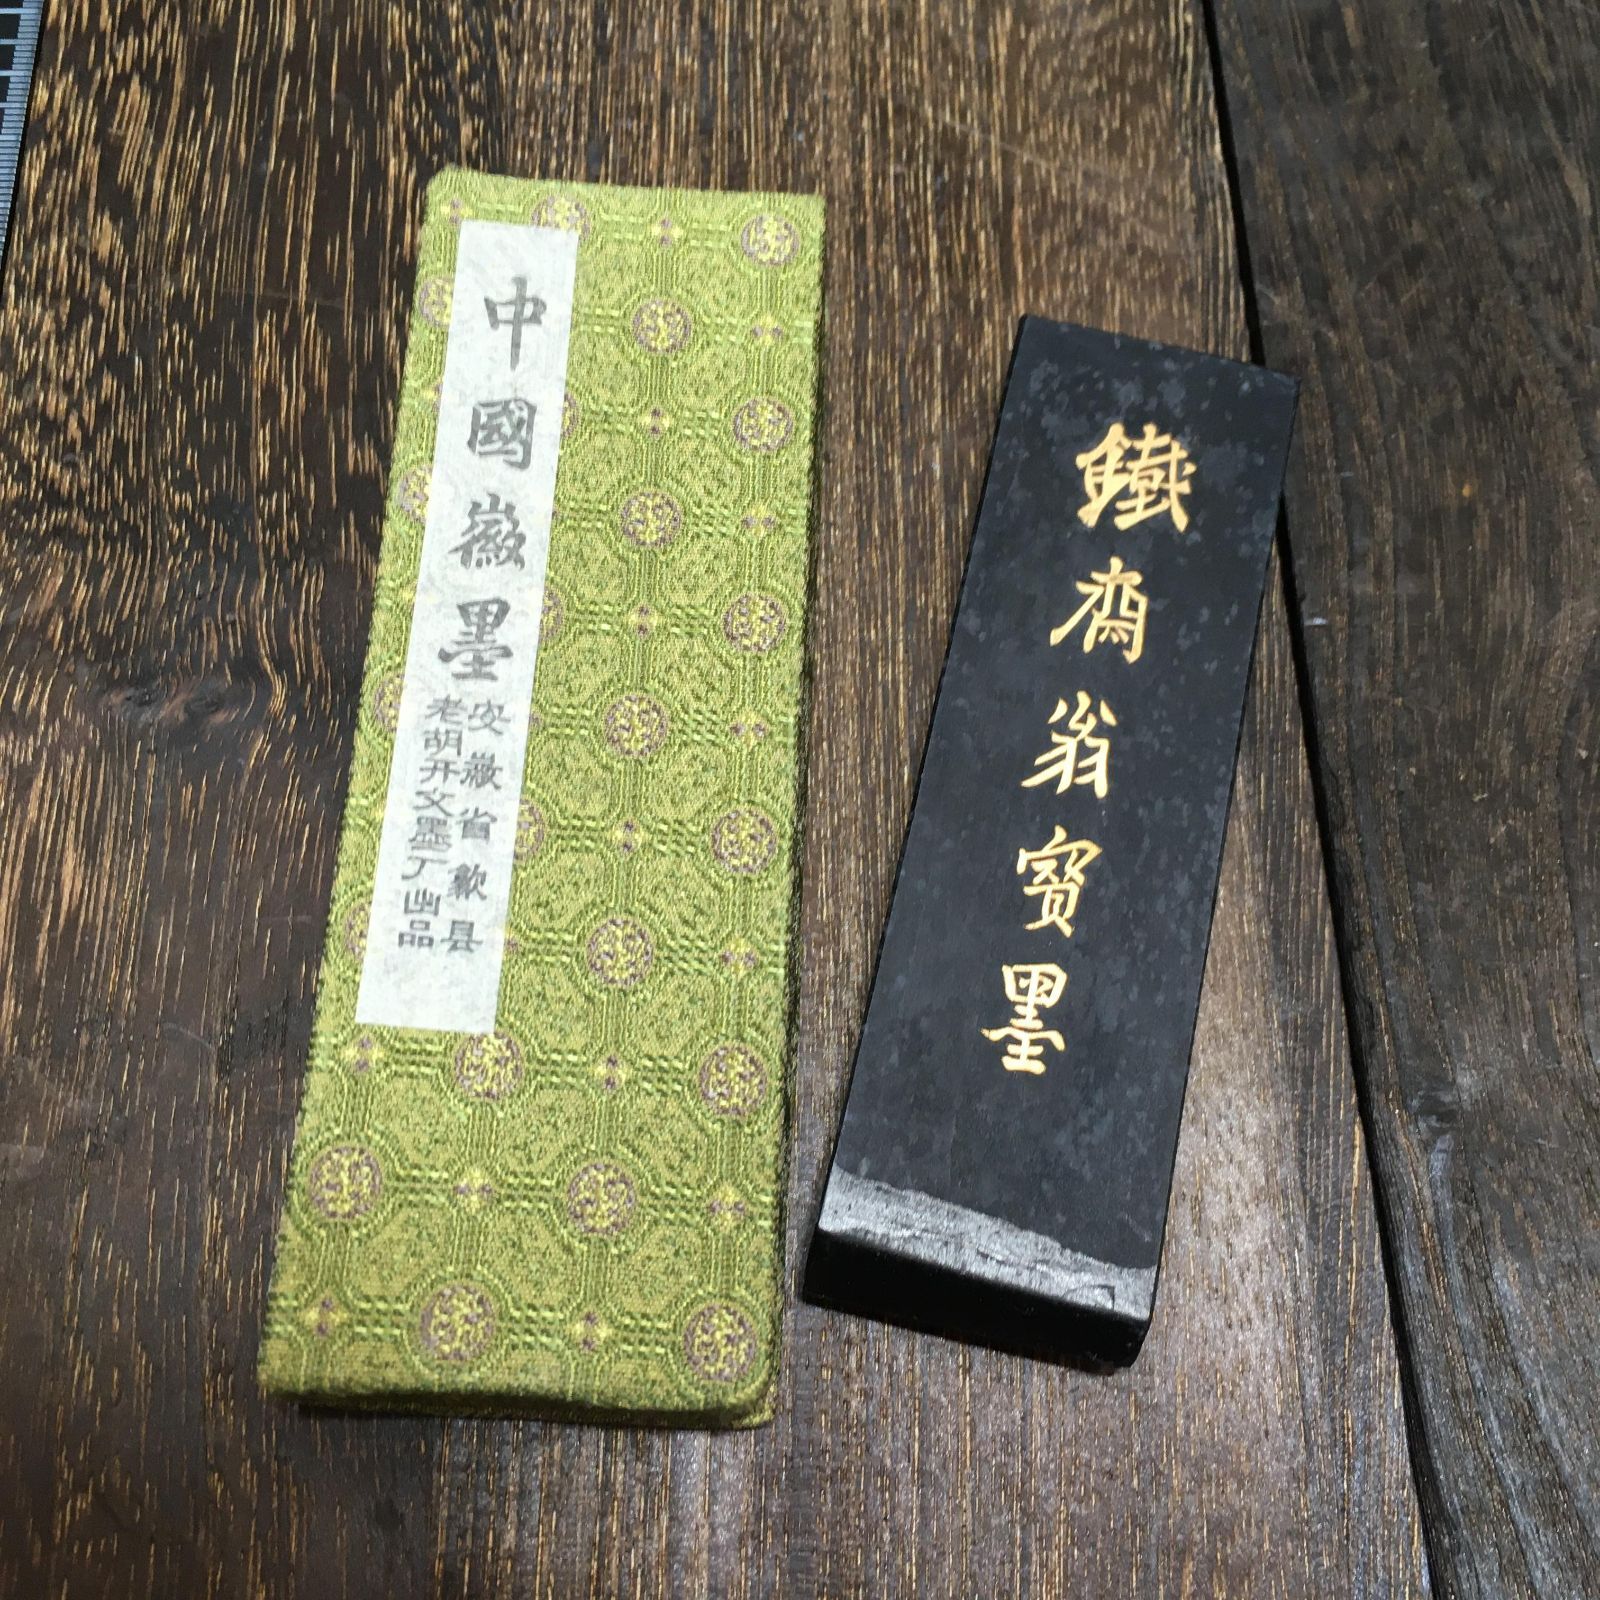 中國徽墨
安徽省歙县
老胡开文墨厂出品
鐵齋翁寶墨